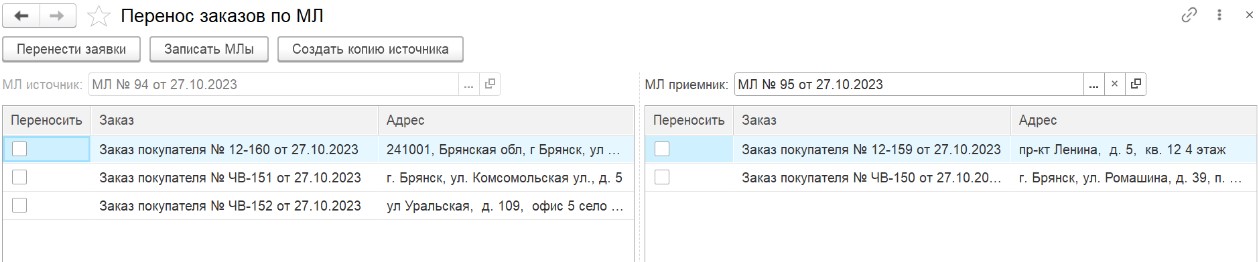 Перенос заказов по МЛ
Перенести заявки Записать МЛы Создать копию источника
МЛ источник: МЛ № 94 от 27.10.2023 ... МЛ приемник: МЛ № 95 от 27.10.2023 ...
Переносить Заказ Адрес Переносить Заказ Адрес
Заказ покупателя № 12-160 от 27.10.2023 241001, Брянская обл, г Брянск, ул ... Заказ покупателя № 12-159 от 27.10.2023 пр-кт Ленина, д. 5, кв. 12 4 этаж
Заказ покупателя № ЧВ-151 от 27.10.2023 г. Брянск, ул. Комсомольская ул., д. 5 Заказ покупателя № ЧВ-150 от 27.10.20... г. Брянск, ул. Ромашина, д. 39, п. ...
Заказ покупателя № ЧВ-152 от 27.10.2023 ул Уральская, д. 109, офис 5 село ...